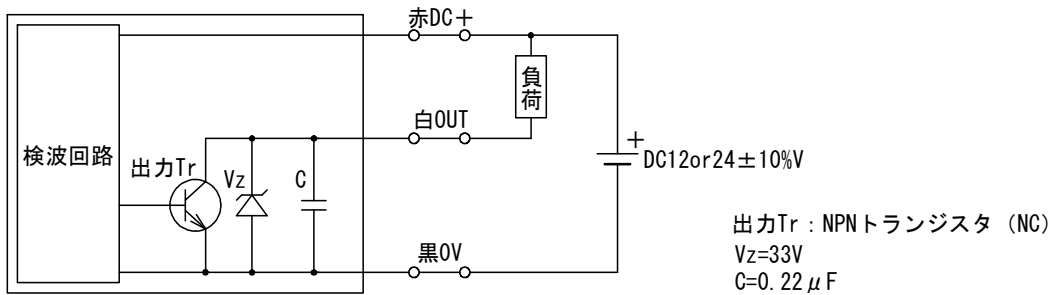 赤DC＋
負荷
白OUT
検波回路
出力Tr
Vz
C
+
DC12or24±10%V
黒0V
出力Tr：NPNトランジスタ（NC）
Vz=33V
C=0.22μF